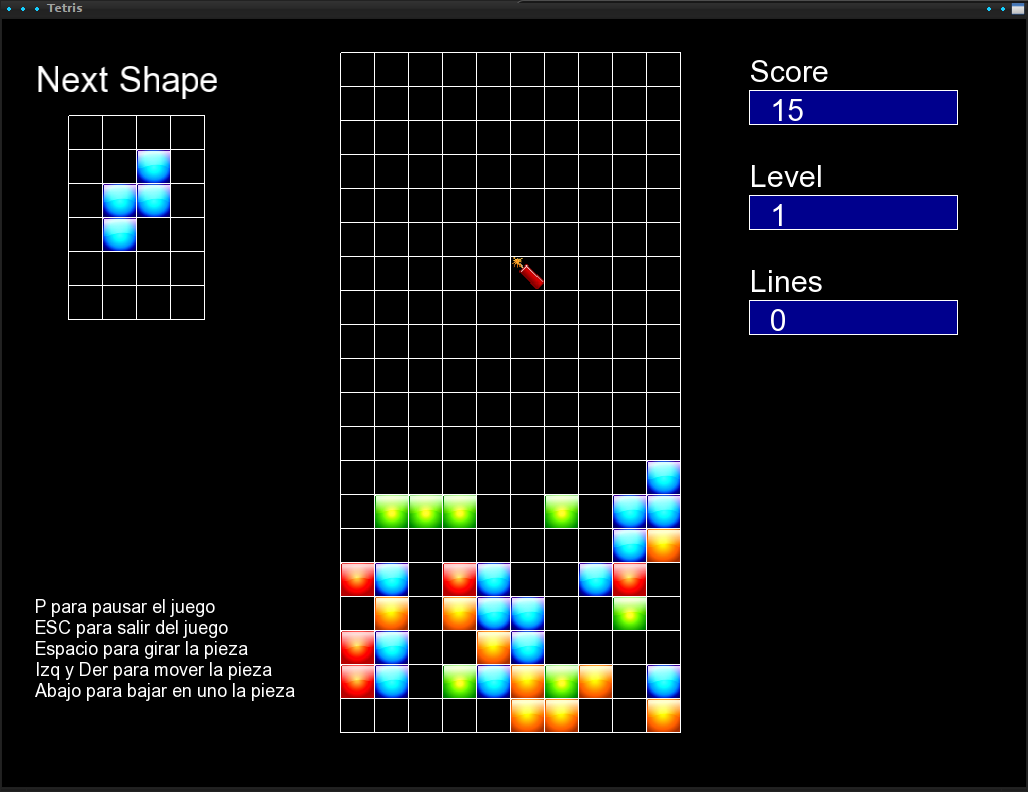 Tetris
Next Shape
Score
15
Level
1
Lines
0
P para pausar el juego
ESC para salir del juego
Espacio para girar la pieza
Izq y Der para mover la pieza
Abajo para bajar en uno la pieza